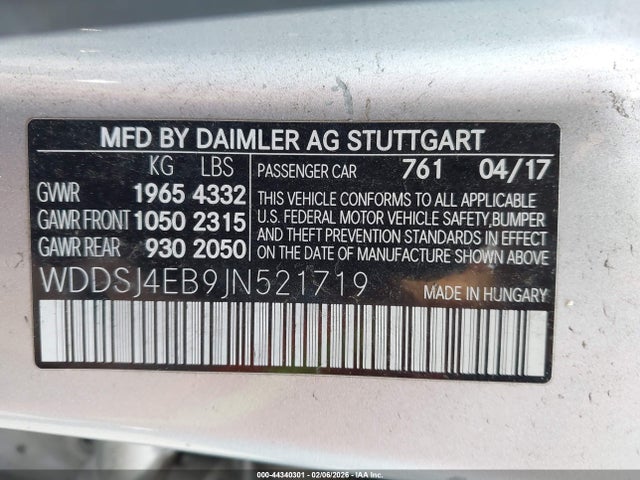 MFD BY DAIMLER AG STUTTGART
KG LBS PASSENGER CAR 761 04/17
GWR 1965 4332
GAWR FRONT 1050 2315
GAWR REAR 930 2050
THIS VEHICLE CONFORMS TO ALL APPLICABLE
U.S. FEDERAL MOTOR VEHICLE SAFETY,BUMPER
AND THEFT PREVENTION STANDARDS IN EFFECT
ON THE DATE OF MANUFACTURE SHOWN ABOVE
WDDSJ4EB9JN521719 MADE IN HUNGARY
000-44340301 - 02/06/2026 - IAA, Inc.